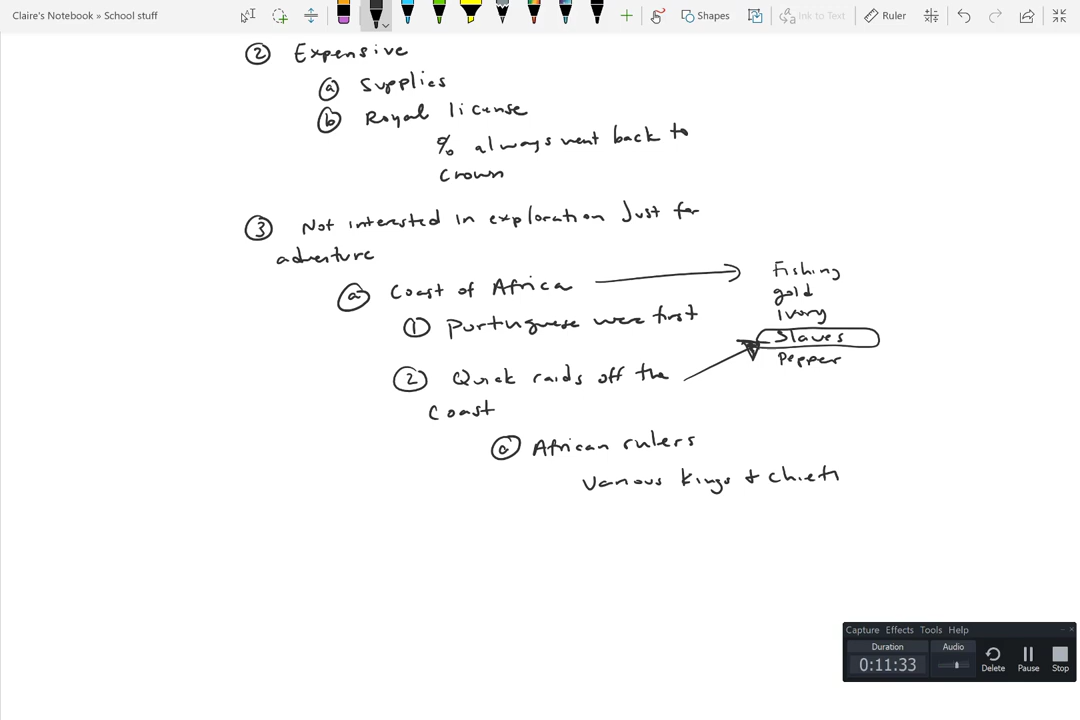 Claire's Notebook » School stuff
Shapes
Ink to Text
Ruler
② Expensive
ⓐ Supplies
ⓑ Royal license
% always went back to
crown
③ Not interested in exploration Just for
adventure
ⓐ Coast of Africa
Fishing
gold
Ivory
Slaves
Pepper
① Portinguese were first
② Quick raids off the
Coast
ⓐ African rulers
Various kings + chiefs
Capture Effects Tools Help
Duration
Audio
0:11:33
Delete
Pause
Stop